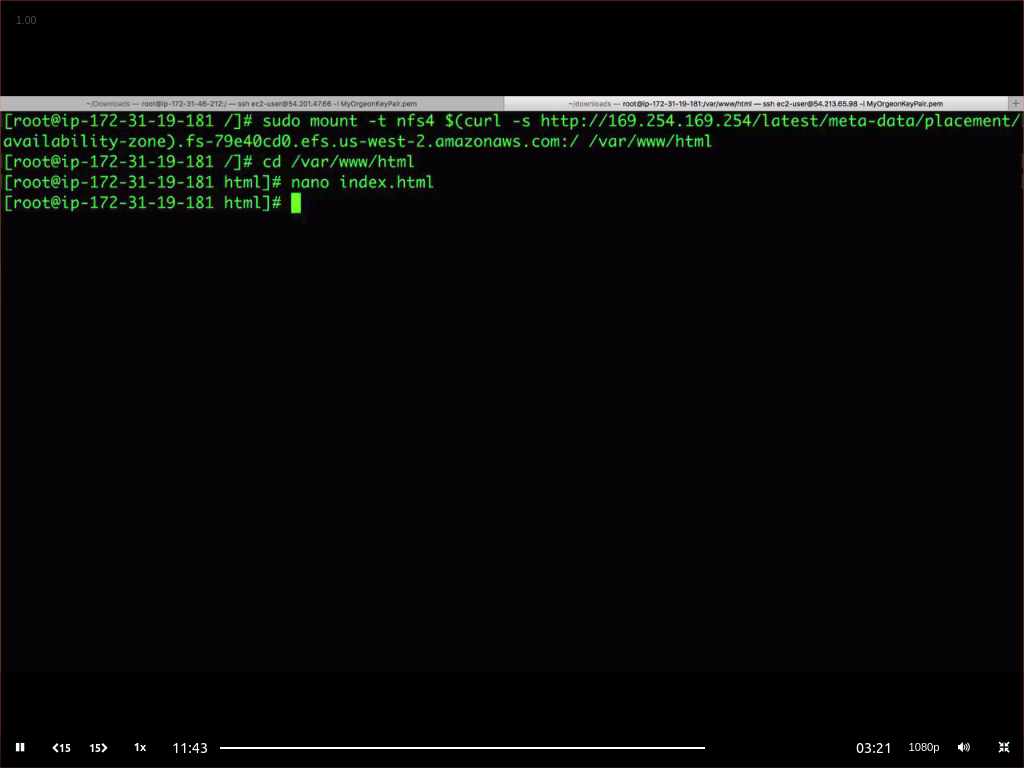 1.00
~/Downloads — root@ip-172-31-46-212:/ — ssh ec2-user@54.201.47.66 -i MyOrgeonKeyPair.pem
~/downloads — root@ip-172-31-19-181:/var/www/html — ssh ec2-user@54.213.65.98 -i MyOrgeonKeyPair.pem
[root@ip-172-31-19-181 /]# sudo mount -t nfs4 $(curl -s http://169.254.169.254/latest/meta-data/placement/
availability-zone).fs-79e40cd0.efs.us-west-2.amazonaws.com:/ /var/www/html
[root@ip-172-31-19-181 /]# cd /var/www/html
[root@ip-172-31-19-181 html]# nano index.html
[root@ip-172-31-19-181 html]#
15 15 1x 11:43 03:21 1080p